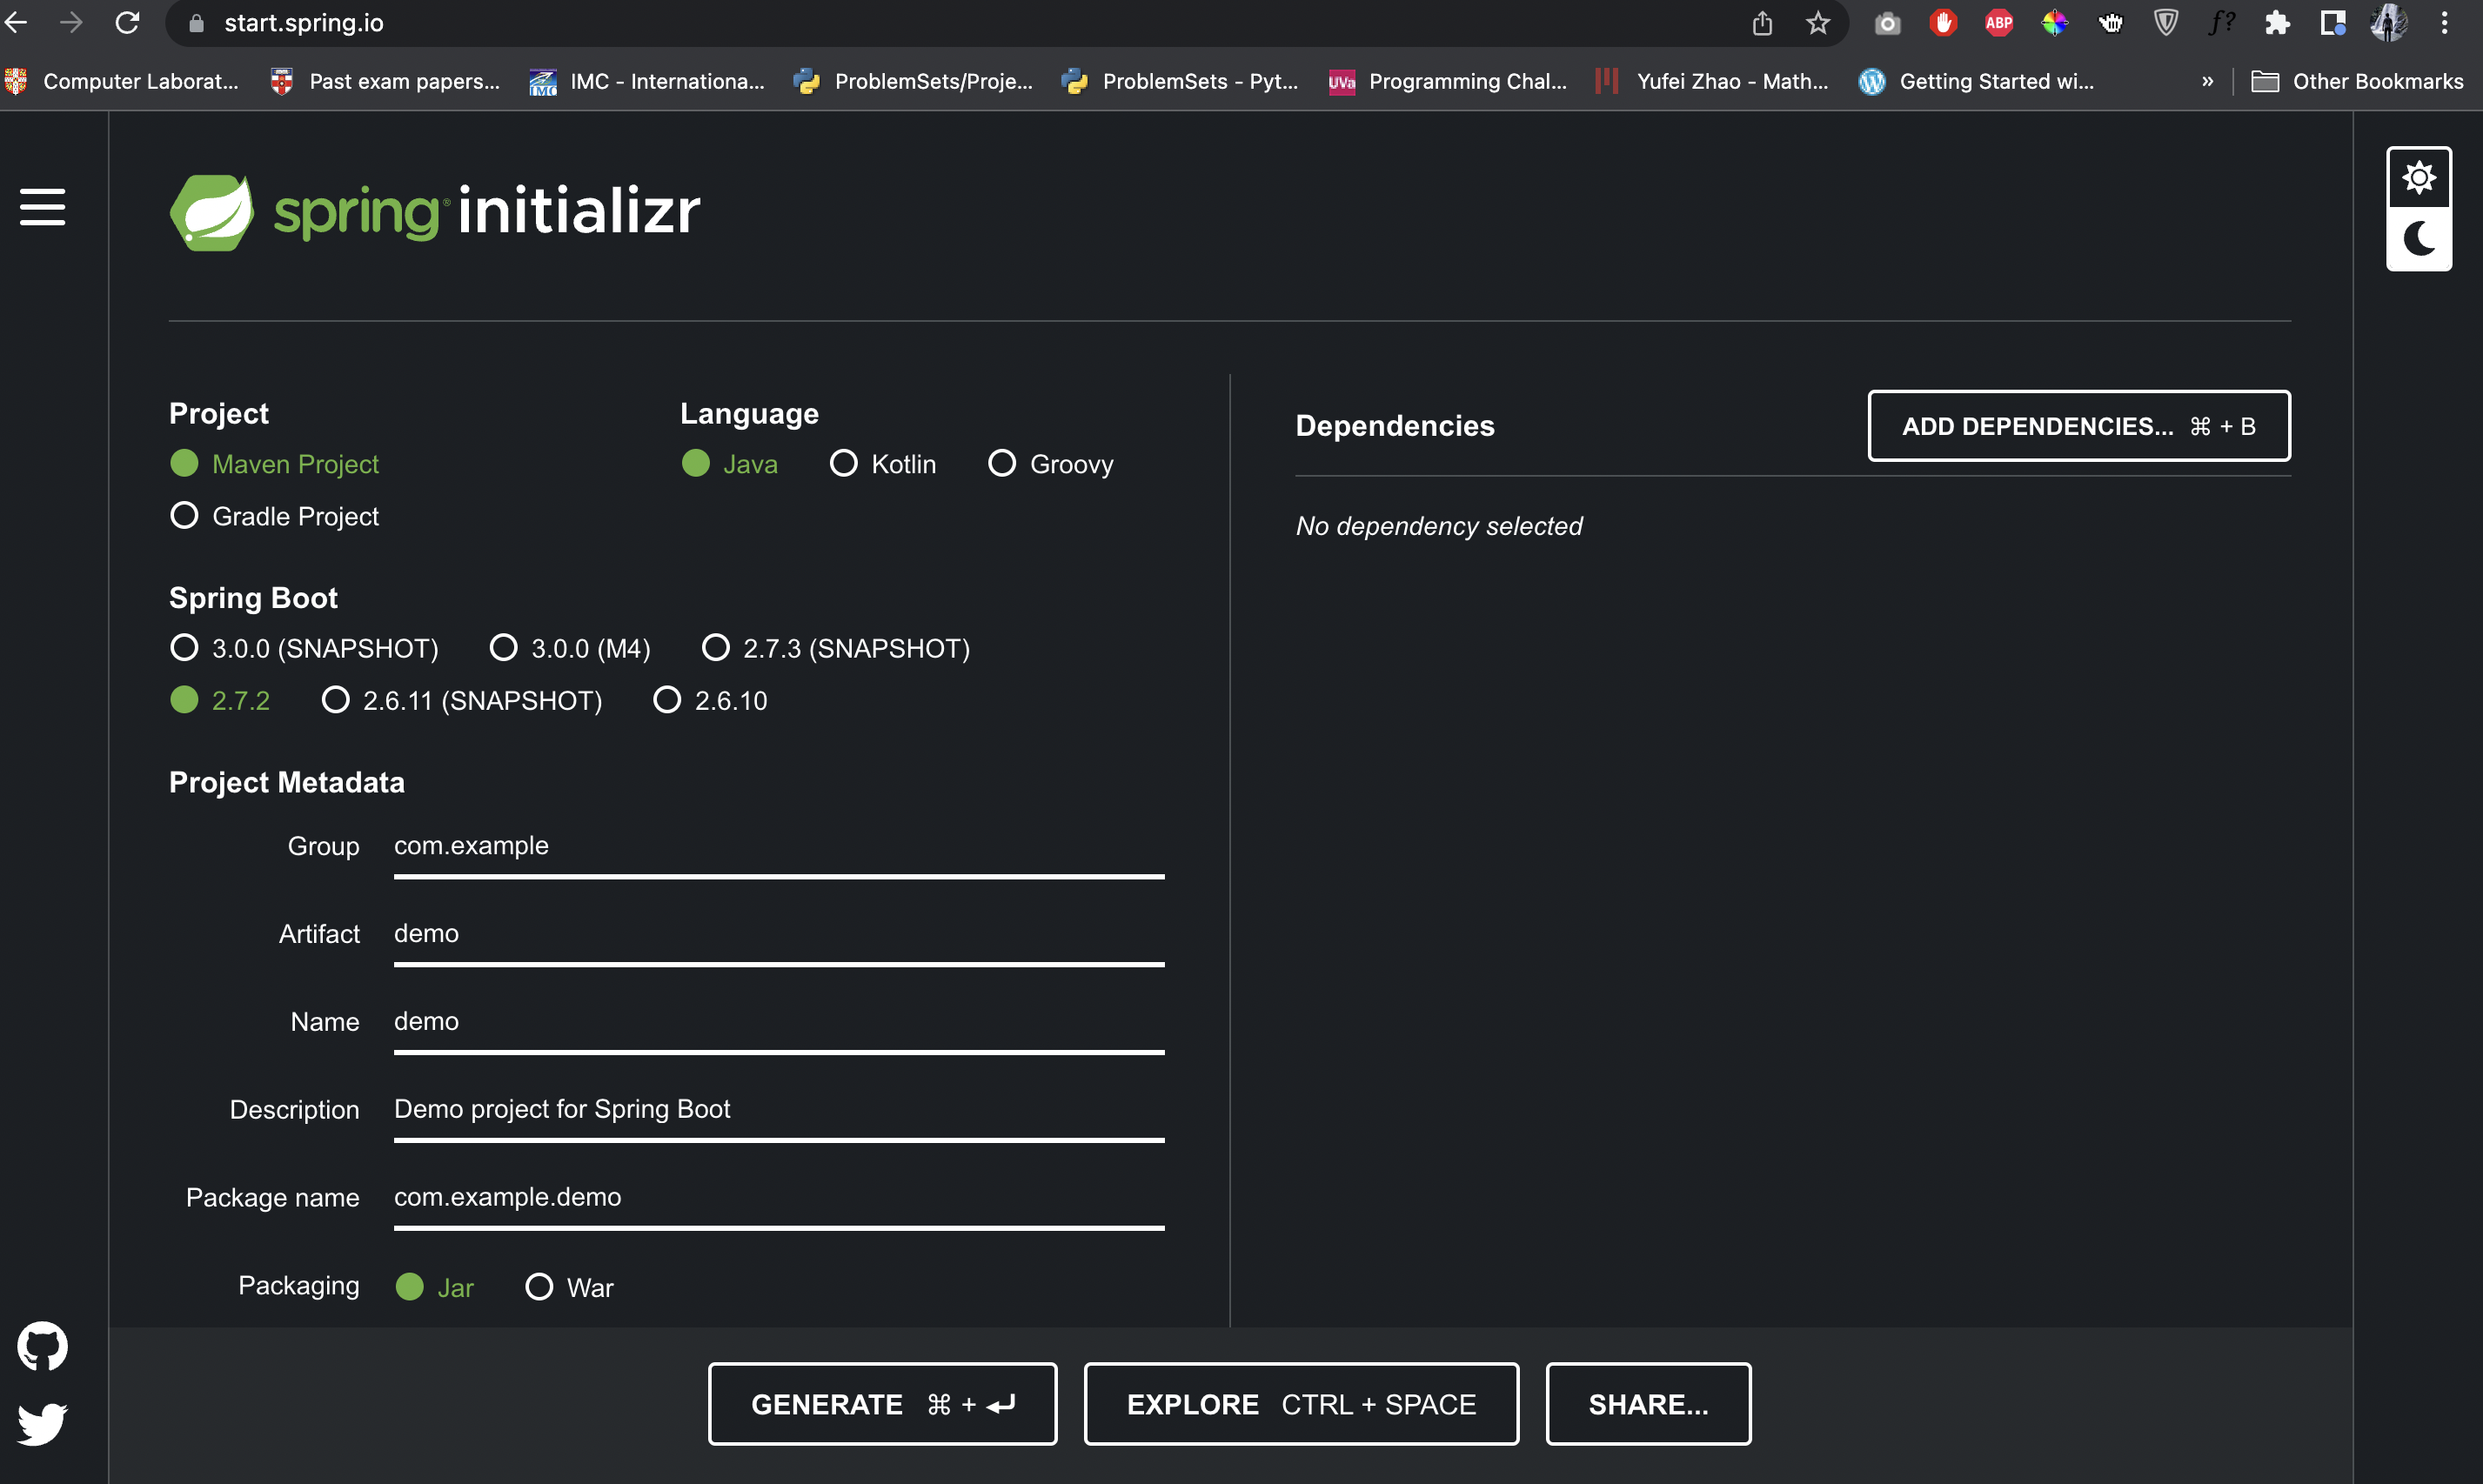 start.spring.io
ABP
f?
Computer Laborat...
Past exam papers...
IMC
IMC - Internationa...
ProblemSets/Proje...
ProblemSets - Pyt...
UVa
Programming Chal...
Yufei Zhao - Math...
Getting Started wi...
»
Other Bookmarks
spring® initializr
Project
Maven Project
Gradle Project
Language
Java Kotlin Groovy
Spring Boot
3.0.0 (SNAPSHOT) 3.0.0 (M4) 2.7.3 (SNAPSHOT)
2.7.2 2.6.11 (SNAPSHOT) 2.6.10
Project Metadata
Group com.example
Artifact demo
Name demo
Description Demo project for Spring Boot
Package name com.example.demo
Packaging Jar War
Dependencies
ADD DEPENDENCIES... ⌘ + B
No dependency selected
GENERATE ⌘ + ⏎
EXPLORE CTRL + SPACE
SHARE...